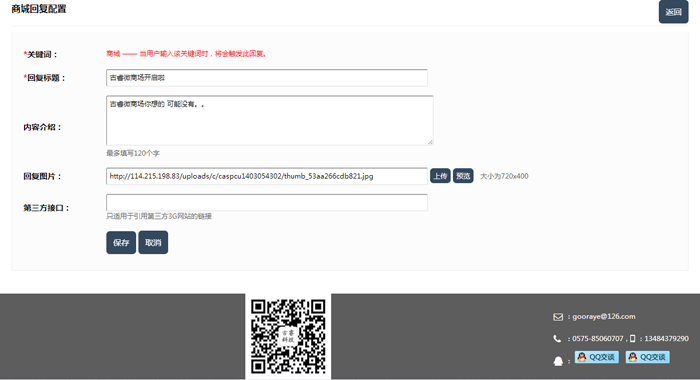 商城回复配置
返回
*关键词：
商城 —— 当用户输入该关键词时，将会触发此回复。
*回复标题：
古睿微商场开启啦
内容介绍：
古睿微商场你想的 可能没有。。
最多填写120个字
回复图片：
http://114.215.198.83/uploads/c/caspcu1403054302/thumb_53aa266cdb821.jpg
上传
预览
大小为720x400
第三方接口：
只适用于引用第三方3G网站的链接
保存
取消
古睿
科技
：gooraye@126.com
：0575-85060707，：13484379290
：QQ交谈 QQ交谈